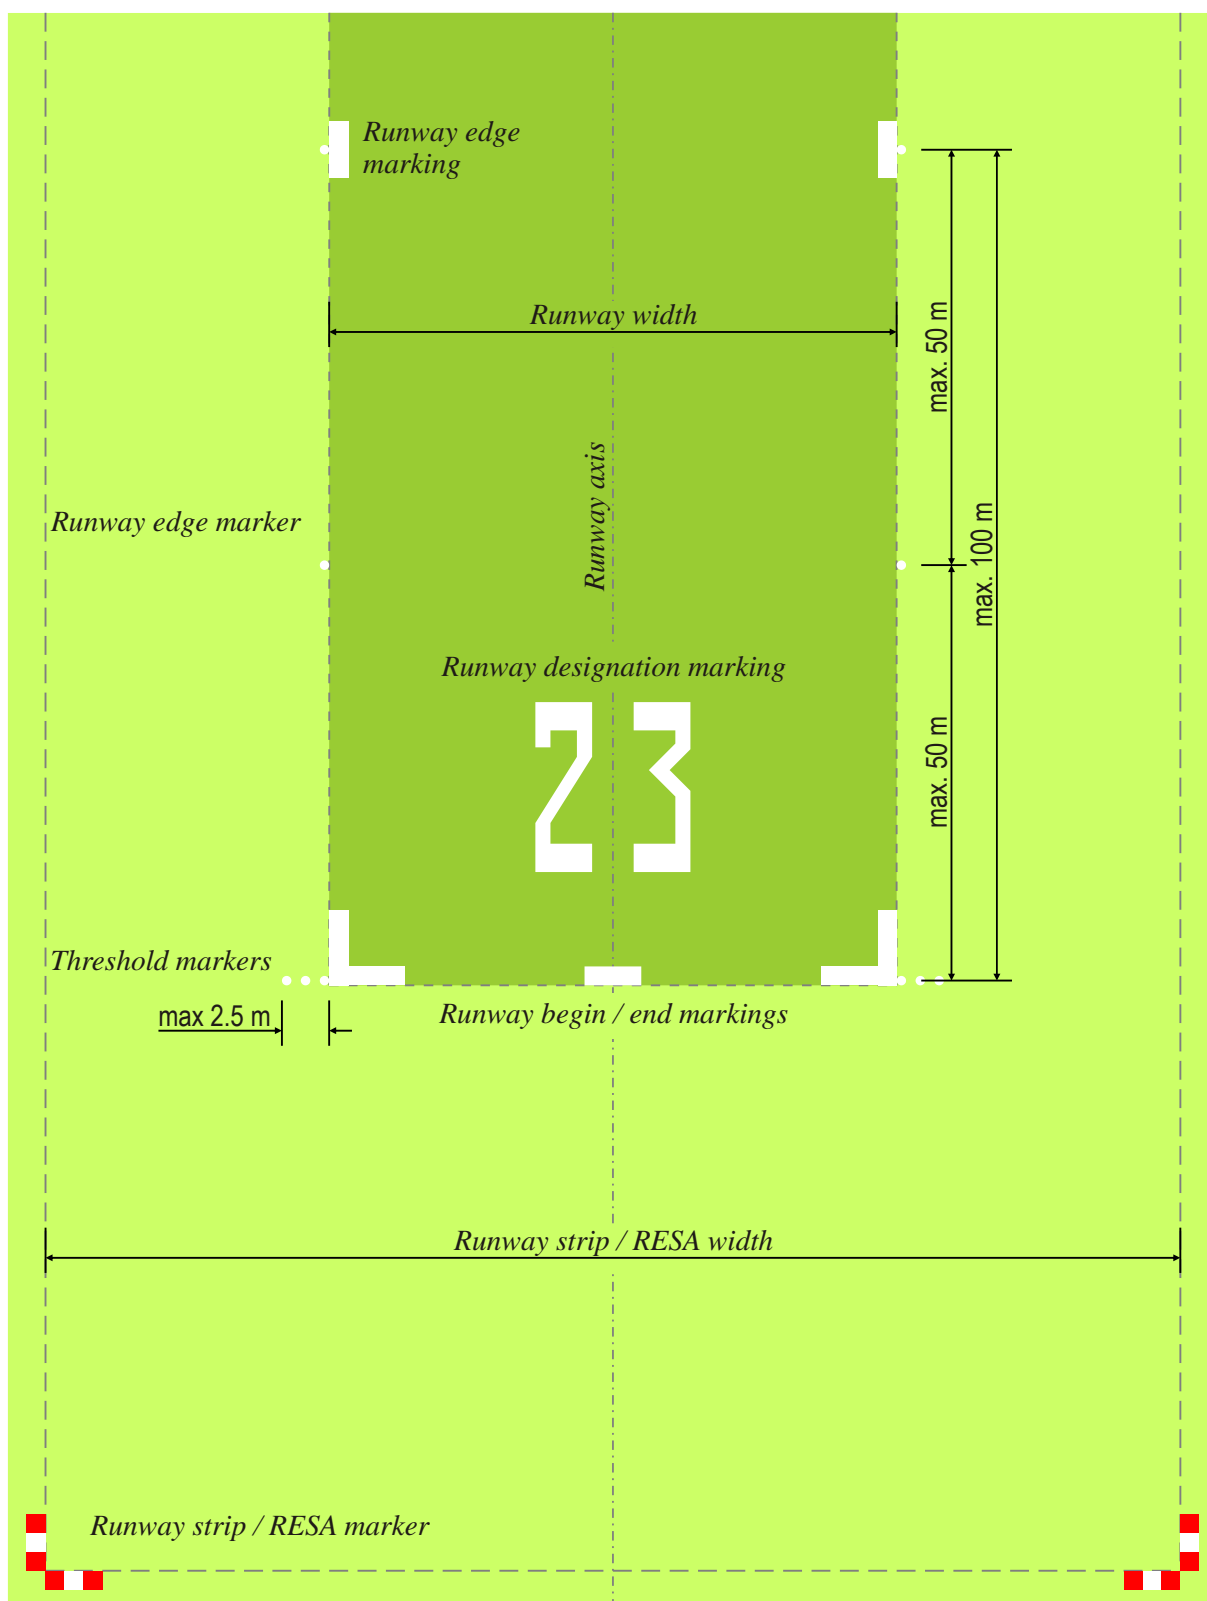 Runway edge
marking
Runway width
max. 50 m
Runway axis
max. 100 m
Runway edge marker
Runway designation marking
23
max. 50 m
Threshold markers
max 2.5 m
Runway begin / end markings
Runway strip / RESA width
Runway strip / RESA marker